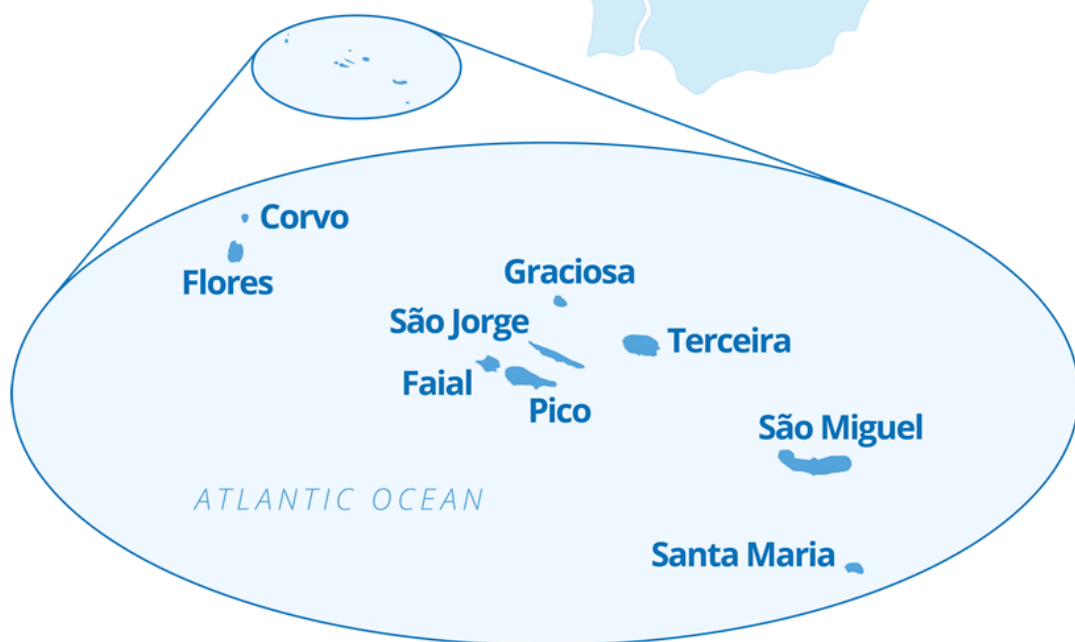 Corvo
Flores
Graciosa
São Jorge
Terceira
Faial
Pico
São Miguel
ATLANTIC OCEAN
Santa Maria